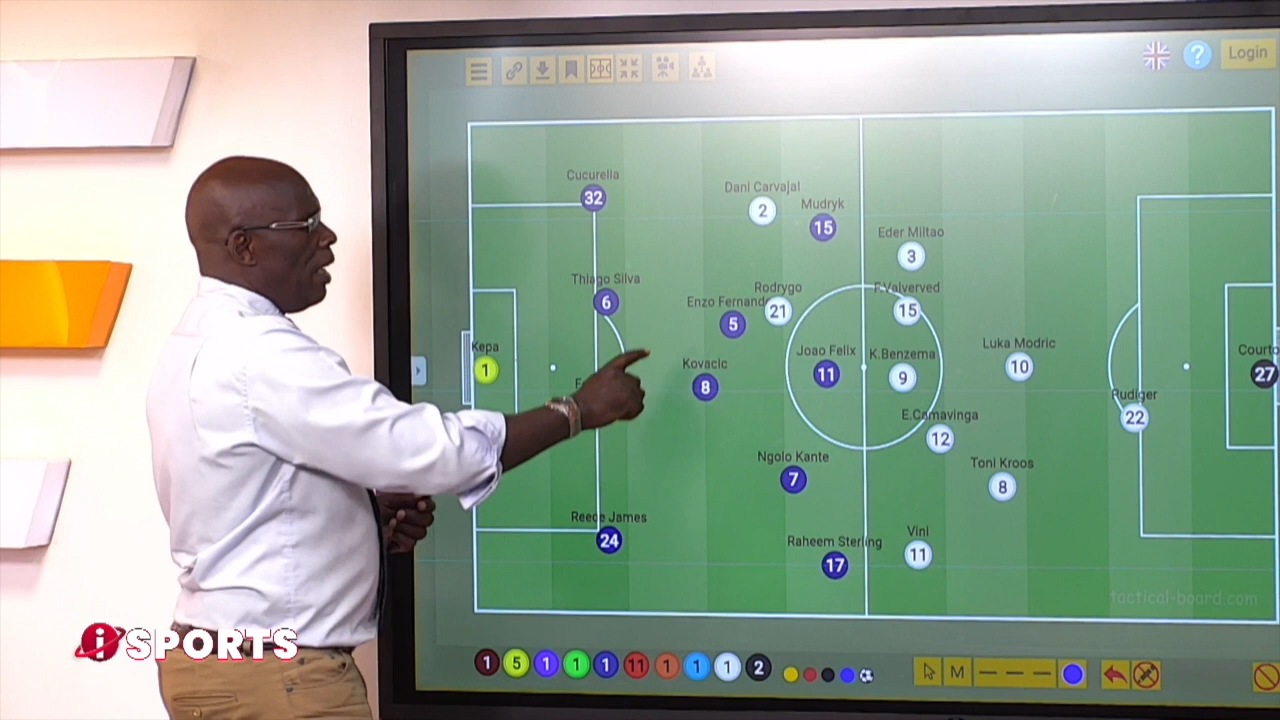 Login
?
Cucurella
32
Dani Carvajal
2
Mudryk
15
Eder Miltao
3
Thiago Silva
6
Rodrygo
21
F.Valverved
15
Enzo Fernand
5
Kepa
1
Kovacic
8
Joao Felix
11
K.Benzema
9
Luka Modric
10
Courto
27
Rudiger
22
E.Camavinga
12
Ngolo Kante
7
Toni Kroos
8
Reece James
24
Raheem Sterling
17
Vini
11
tactical-board.com
i SPORTS
1 5 1 1 1 11 1 1 1 2
M